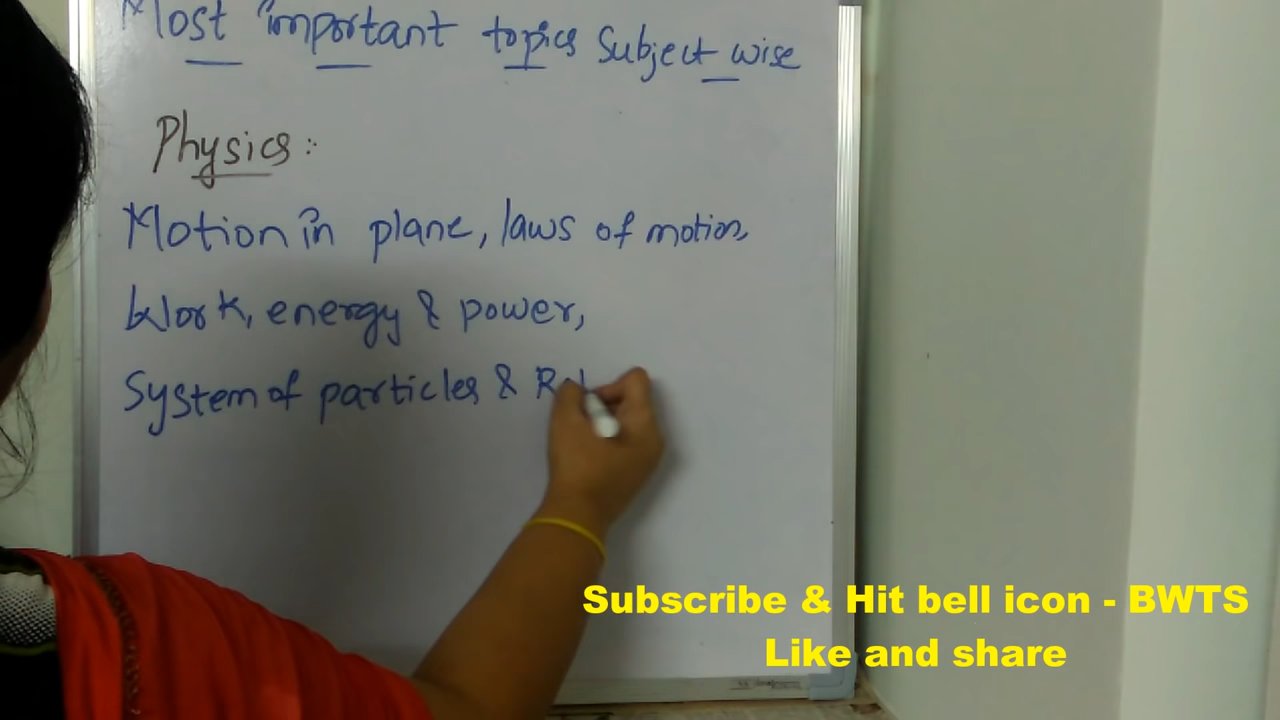 Most important topics Subject wise
Physics:
Motion in plane, laws of motion,
Work, energy & power,
System of particles &
Subscribe & Hit bell icon - BWTS
Like and share